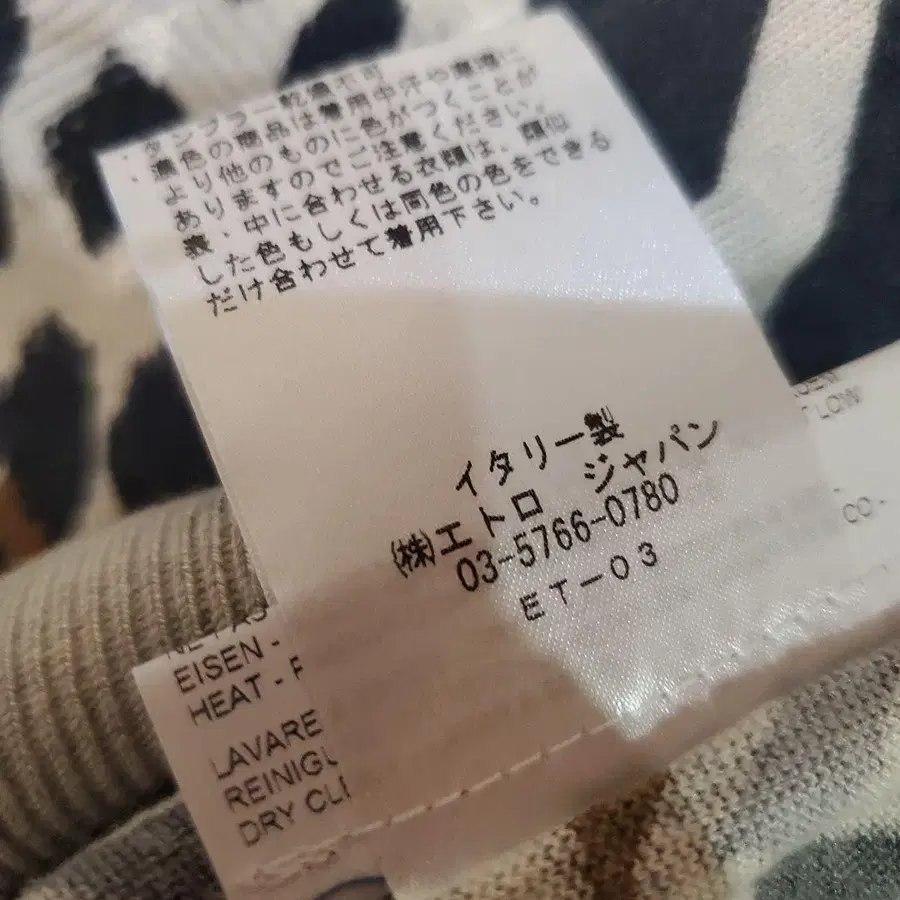 ・タンブラー乾燥不可
・濃色の商品は着用中汗や摩擦に
より他のものに色がつくことが
ありますのでご注意ください。
表、中に合わせる衣類は、類似
した色もしくは同色の色をできる
だけ合わせて着用下さい。
イタリー製
㈱エトロ ジャパン
03-5766-0780
ET-03
EISEN -
HEAT -
LAVARE
DRY
LOW
CO.